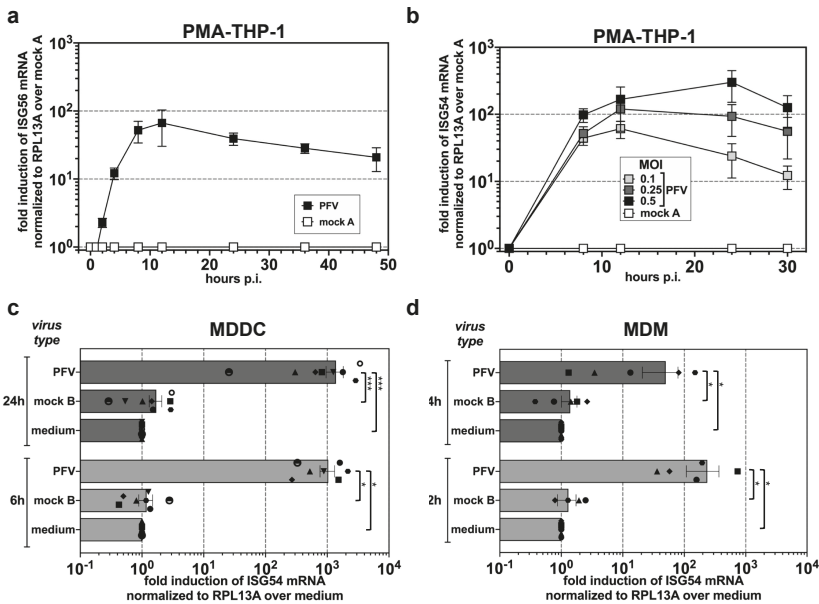 a
PMA-THP-1
fold induction of ISG56 mRNA
normalized to RPL13A over mock A
10³
10²
10¹
10⁰
0 10 20 30 40 50
hours p.i.
PFV
mock A
b
PMA-THP-1
fold induction of ISG54 mRNA
normalized to RPL13A over mock A
10³
10²
10¹
10⁰
0 10 20 30
hours p.i.
MOI
0.1
0.25 PFV
0.5
mock A
c
virus
type
MDDC
24h
PFV
mock B
medium
***
***
6h
PFV
mock B
medium
*
*
10⁻¹ 10⁰ 10¹ 10² 10³ 10⁴
fold induction of ISG54 mRNA
normalized to RPL13A over medium
d
virus
type
MDM
4h
PFV
mock B
medium
*
*
2h
PFV
mock B
medium
*
*
10⁻¹ 10⁰ 10¹ 10² 10³ 10⁴
fold induction of ISG54 mRNA
normalized to RPL13A over medium